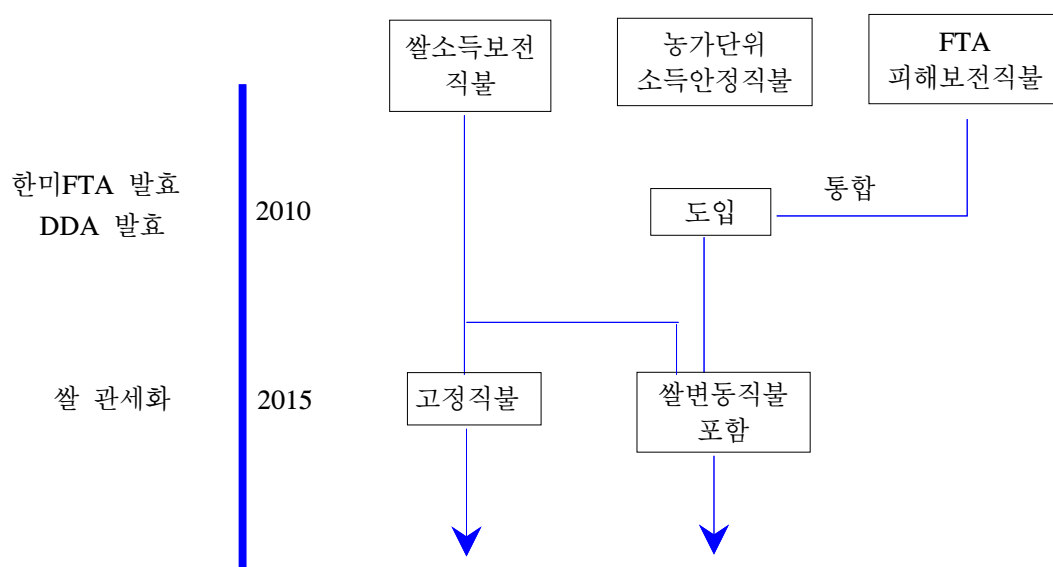 쌀소득보전
직불
농가단위
소득안정직불
FTA
피해보전직불
한미FTA 발효
DDA 발효
2010
도입
통합
쌀 관세화
2015
고정직불
쌀변동직불
포함